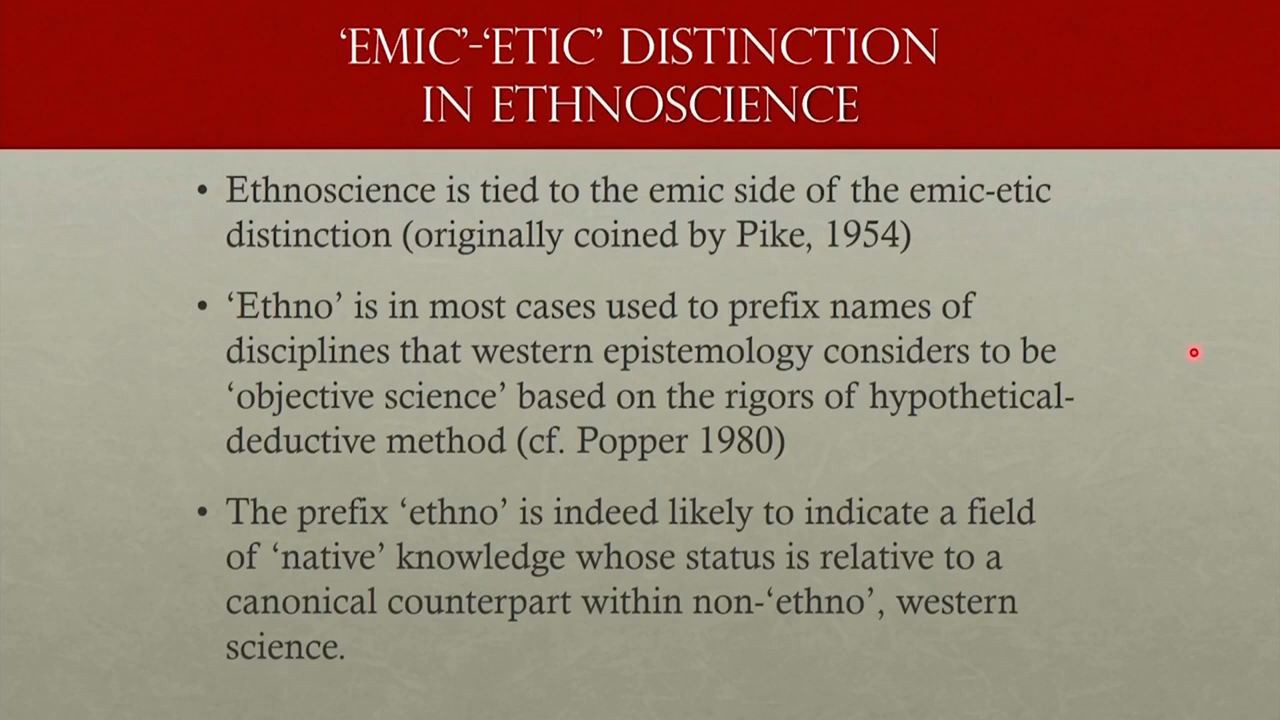 ‘EMIC’-‘ETIC’ DISTINCTION
IN ETHNOSCIENCE
• Ethnoscience is tied to the emic side of the emic-etic
distinction (originally coined by Pike, 1954)
• ‘Ethno’ is in most cases used to prefix names of
disciplines that western epistemology considers to be
‘objective science’ based on the rigors of hypothetical-
deductive method (cf. Popper 1980)
• The prefix ‘ethno’ is indeed likely to indicate a field
of ‘native’ knowledge whose status is relative to a
canonical counterpart within non-‘ethno’, western
science.